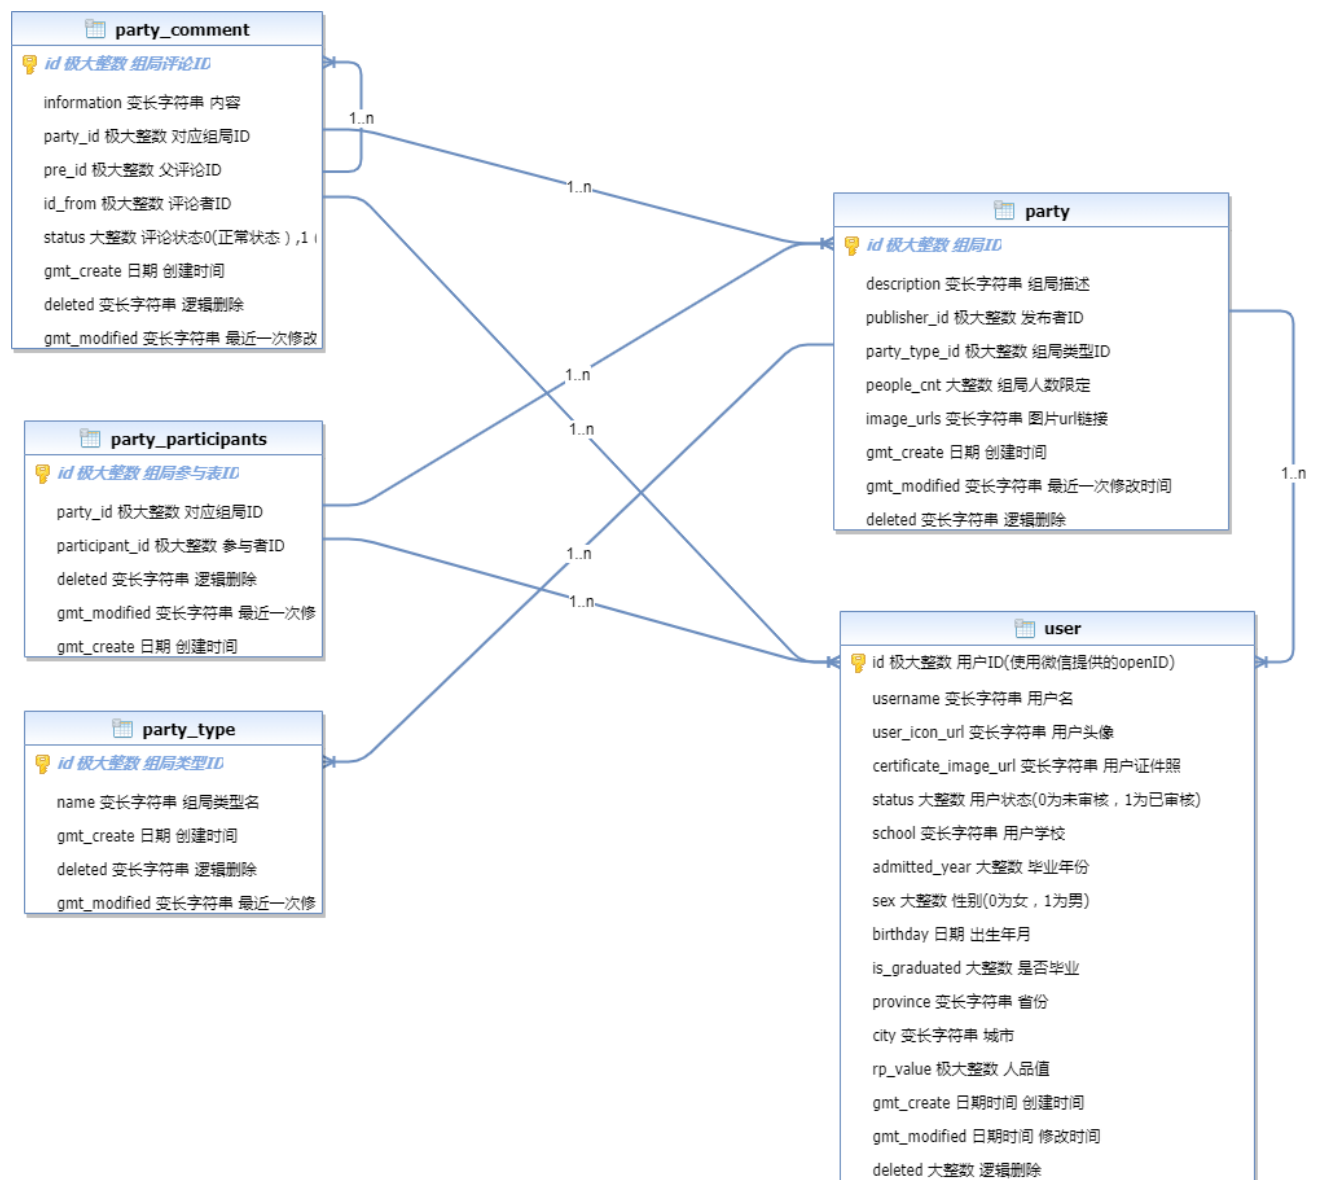 party_comment
id 极大整数 组局评论ID
information 变长字符串 内容
party_id 极大整数 对应组局ID
pre_id 极大整数 父评论ID
id_from 极大整数 评论者ID
status 大整数 评论状态0(正常状态),1
gmt_create 日期 创建时间
deleted 变长字符串 逻辑删除
gmt_modified 变长字符串 最近一次修改
1..n
1..n
party
id 极大整数 组局ID
description 变长字符串 组局描述
publisher_id 极大整数 发布者ID
party_type_id 极大整数 组局类型ID
people_cnt 大整数 组局人数限定
image_urls 变长字符串 图片url链接
gmt_create 日期 创建时间
gmt_modified 变长字符串 最近一次修改时间
deleted 变长字符串 逻辑删除
1..n
1..n
1..n
party_participants
id 极大整数 组局参与表ID
party_id 极大整数 对应组局ID
participant_id 极大整数 参与者ID
deleted 变长字符串 逻辑删除
gmt_modified 变长字符串 最近一次修
gmt_create 日期 创建时间
1..n
1..n
user
id 极大整数 用户ID(使用微信提供的openID)
username 变长字符串 用户名
user_icon_url 变长字符串 用户头像
certificate_image_url 变长字符串 用户证件照
status 大整数 用户状态(0为未审核，1为已审核)
school 变长字符串 用户学校
admitted_year 大整数 毕业年份
sex 大整数 性别(0为女，1为男)
birthday 日期 出生年月
is_graduated 大整数 是否毕业
province 变长字符串 省份
city 变长字符串 城市
rp_value 极大整数 人品值
gmt_create 日期时间 创建时间
gmt_modified 日期时间 修改时间
deleted 大整数 逻辑删除
party_type
id 极大整数 组局类型ID
name 变长字符串 组局类型名
gmt_create 日期 创建时间
deleted 变长字符串 逻辑删除
gmt_modified 变长字符串 最近一次修